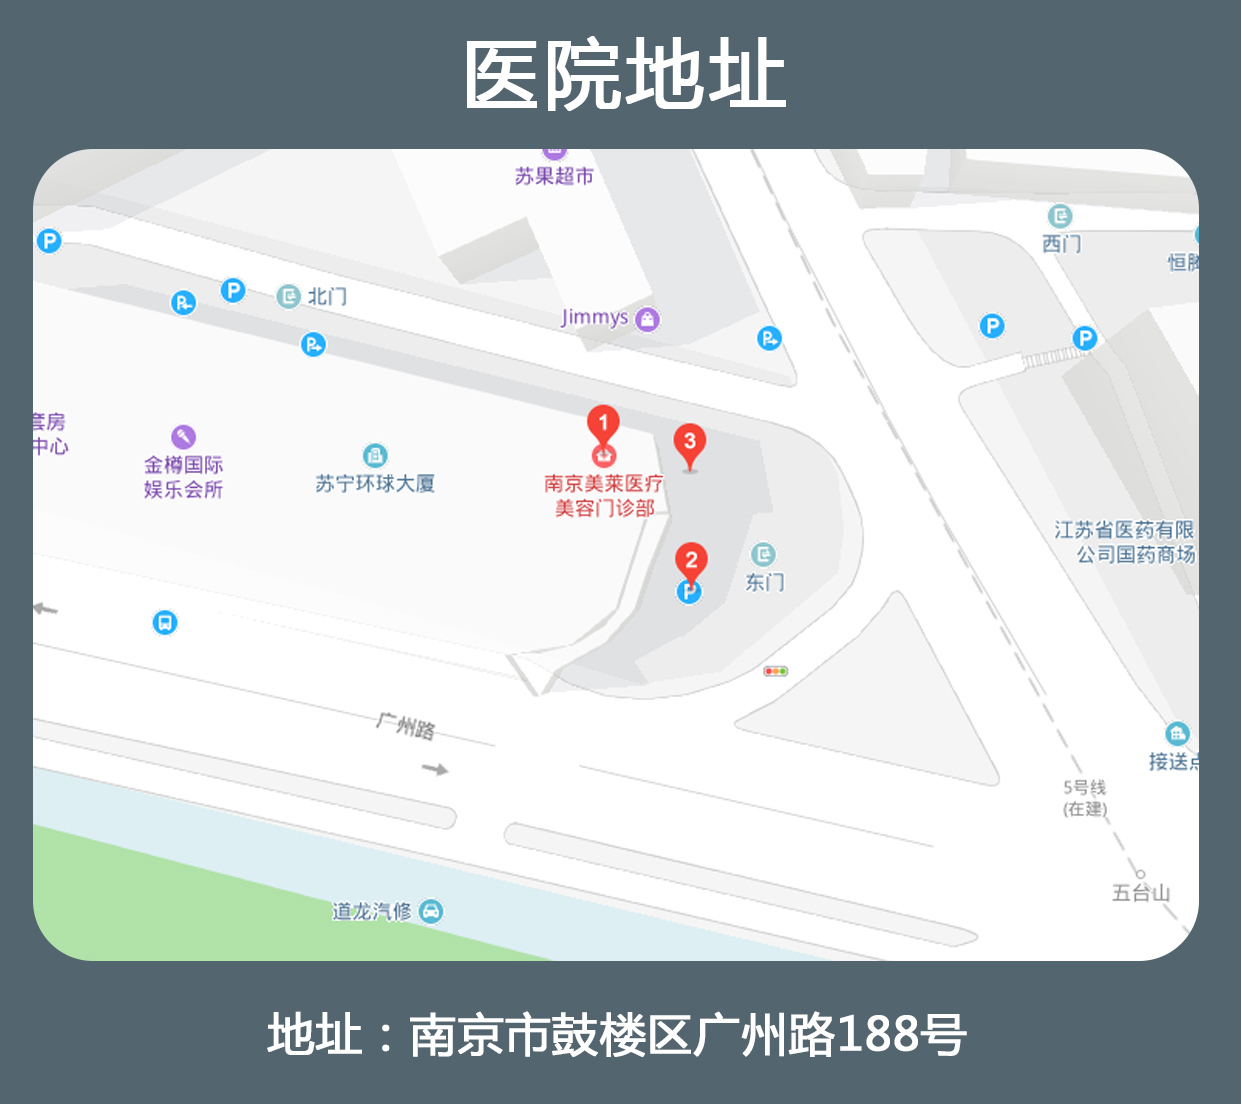 医院地址
苏果超市
P
西门
恒腾
P
P
北门
P
Jimmys
P
P
P
P
套房
中心
1
3
金樽国际
娱乐会所
苏宁环球大厦
南京美莱医疗
美容门诊部
江苏省医药有限
公司国药商场
2
P
东门
广州路
接送点
5号线
(在建)
五台山
道龙汽修
地址：南京市鼓楼区广州路188号